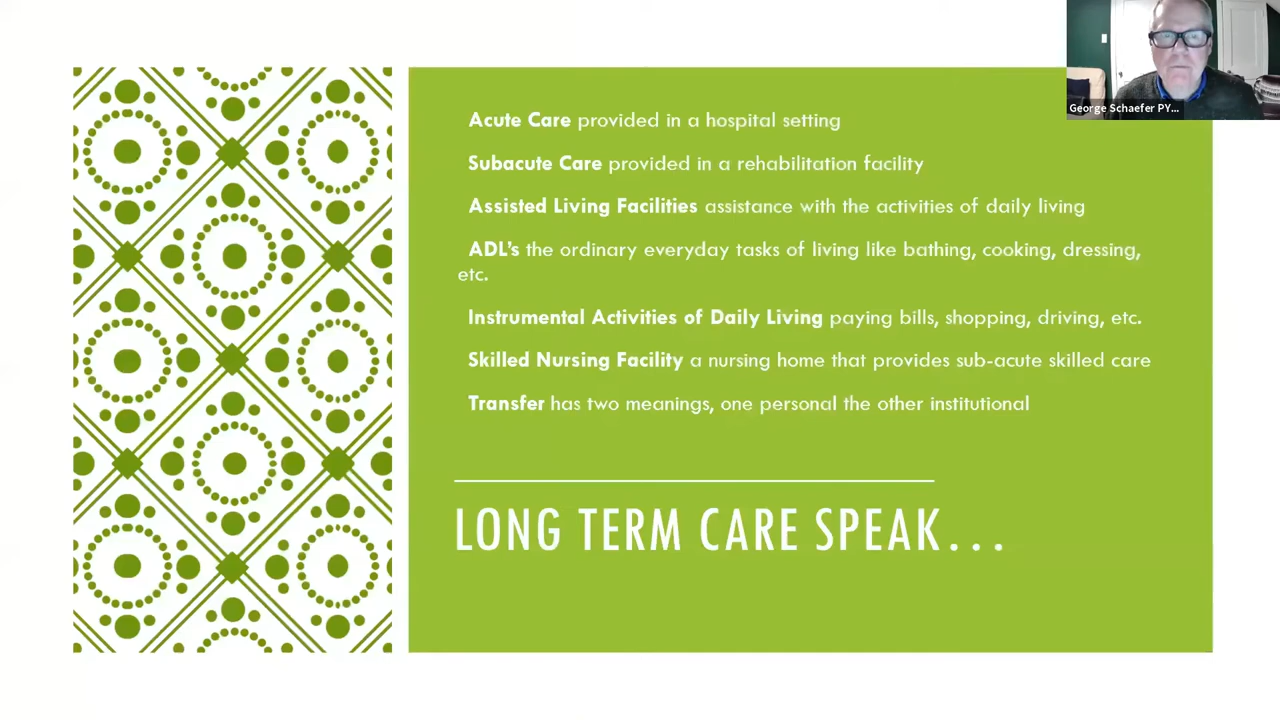 Acute Care provided in a hospital setting
Subacute Care provided in a rehabilitation facility
Assisted Living Facilities assistance with the activities of daily living
ADL's the ordinary everyday tasks of living like bathing, cooking, dressing,
etc.
Instrumental Activities of Daily Living paying bills, shopping, driving, etc.
Skilled Nursing Facility a nursing home that provides sub-acute skilled care
Transfer has two meanings, one personal the other institutional
LONG TERM CARE SPEAK...
George Schaefer PY...